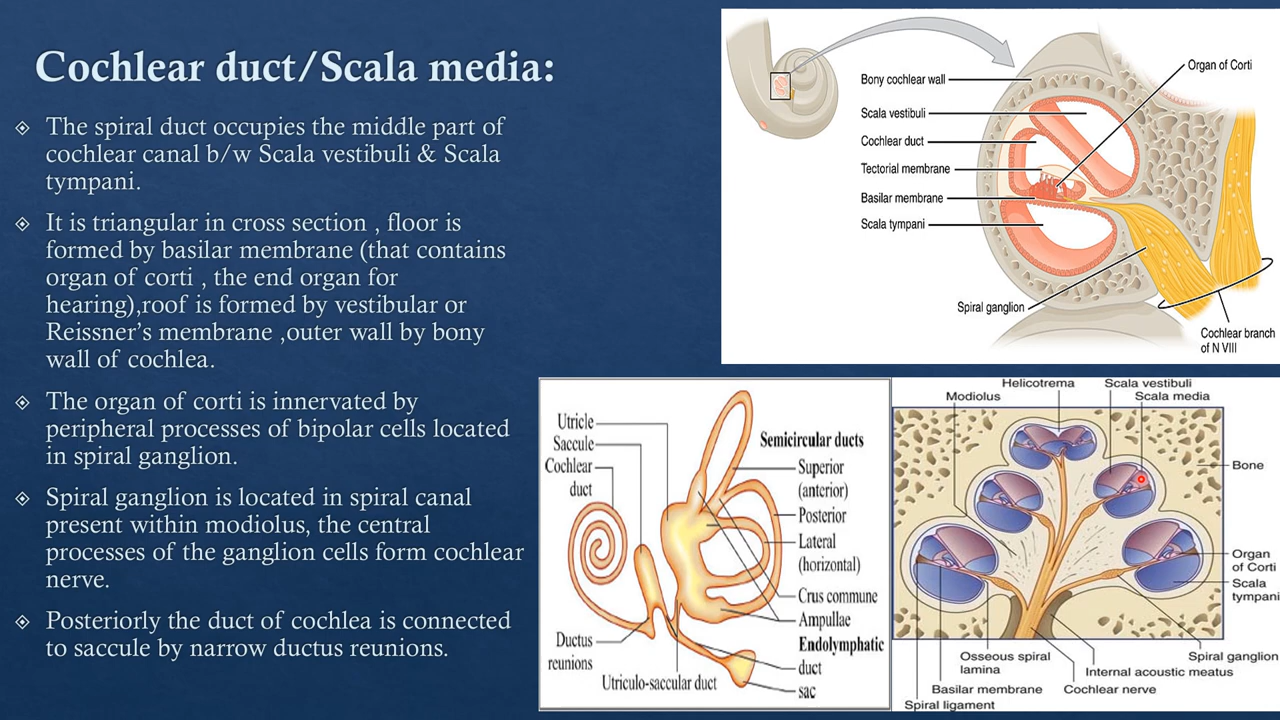 Cochlear duct/Scala media:
The spiral duct occupies the middle part of
cochlear canal b/w Scala vestibuli & Scala
tympani.
It is triangular in cross section , floor is
formed by basilar membrane (that contains
organ of corti , the end organ for
hearing),roof is formed by vestibular or
Reissner's membrane ,outer wall by bony
wall of cochlea.
The organ of corti is innervated by
peripheral processes of bipolar cells located
in spiral ganglion.
Spiral ganglion is located in spiral canal
present within modiolus, the central
processes of the ganglion cells form cochlear
nerve.
Posteriorly the duct of cochlea is connected
to saccule by narrow ductus reunions.
Organ of Corti
Bony cochlear wall
Scala vestibuli
Cochlear duct
Tectorial membrane
Basilar membrane
Scala tympani
Spiral ganglion
Cochlear branch
of N VIII
Utricle
Saccule
Cochlear
duct
Semicircular ducts
Superior
(anterior)
Posterior
Lateral
(horizontal)
Crus commune
Ampullae
Endolymphatic
duct
sac
Ductus
reunions
Utriculo-saccular duct
Helicotrema
Scala vestibuli
Modiolus
Scala media
Bone
Organ
of Corti
Scala
tympani
Osseous spiral
lamina
Spiral ganglion
Internal acoustic meatus
Basilar membrane
Cochlear nerve
Spiral ligament